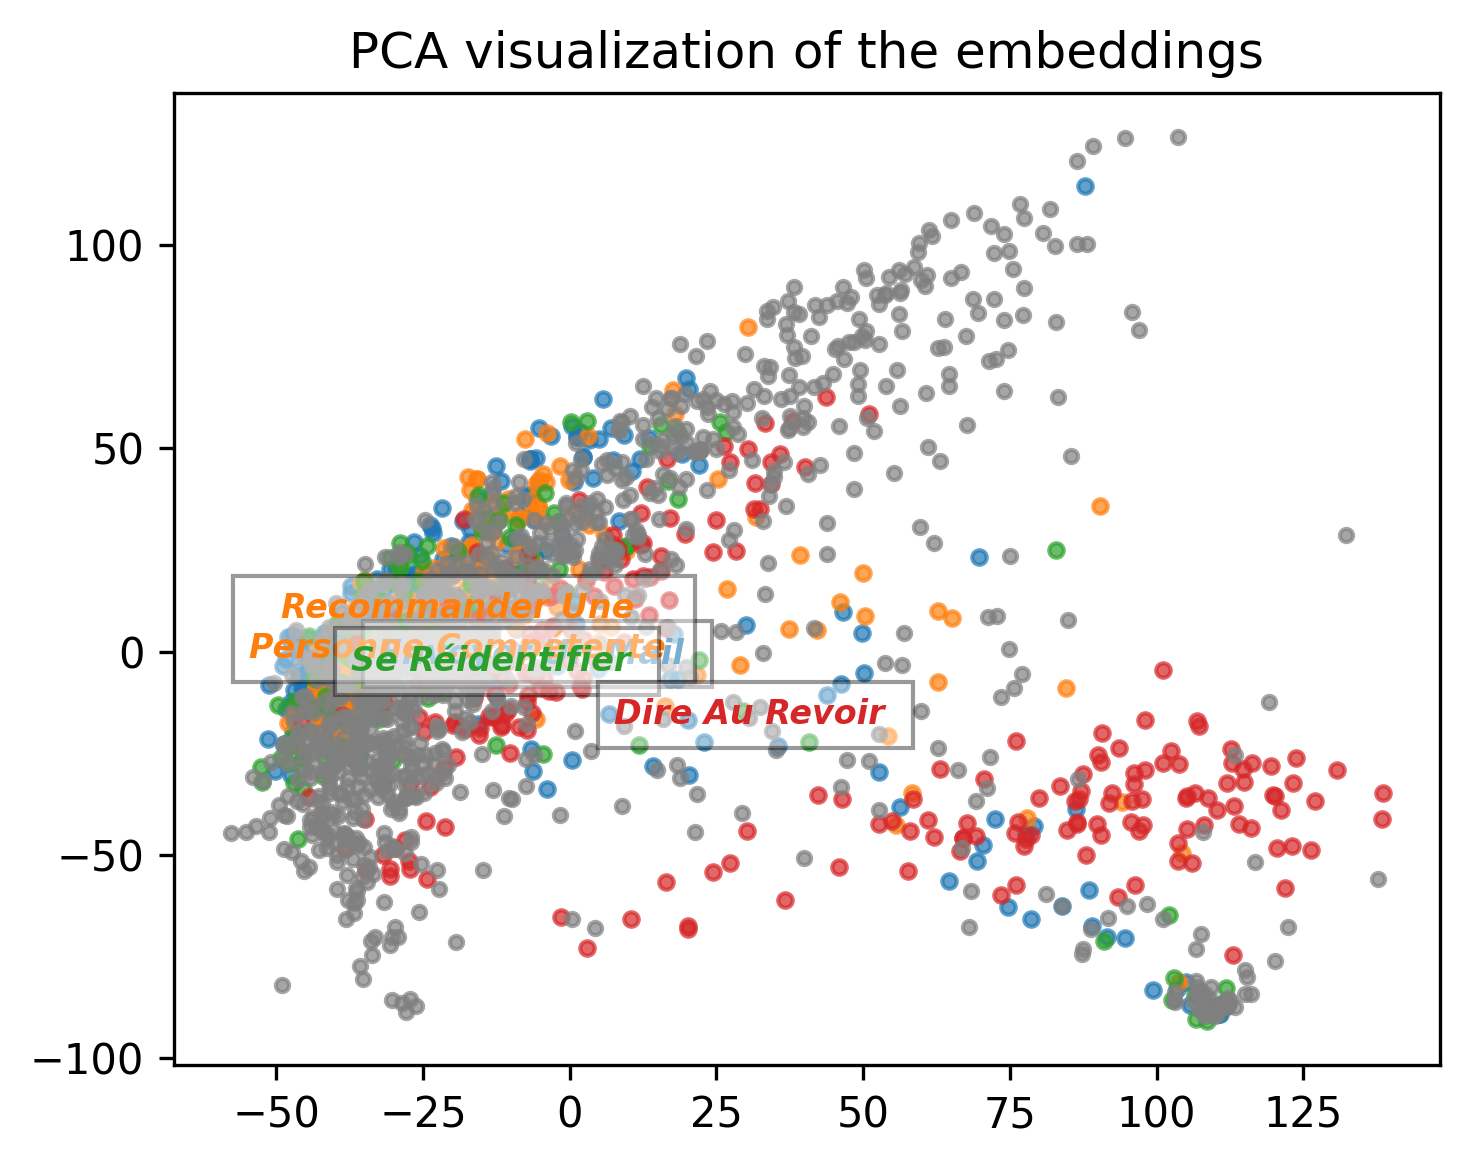 PCA visualization of the embeddings
100
50
0
−50
−100
Recommander Une
Personne Compétente
Se Réidentifier
Dire Au Revoir
−50
−25
0
25
50
75
100
125